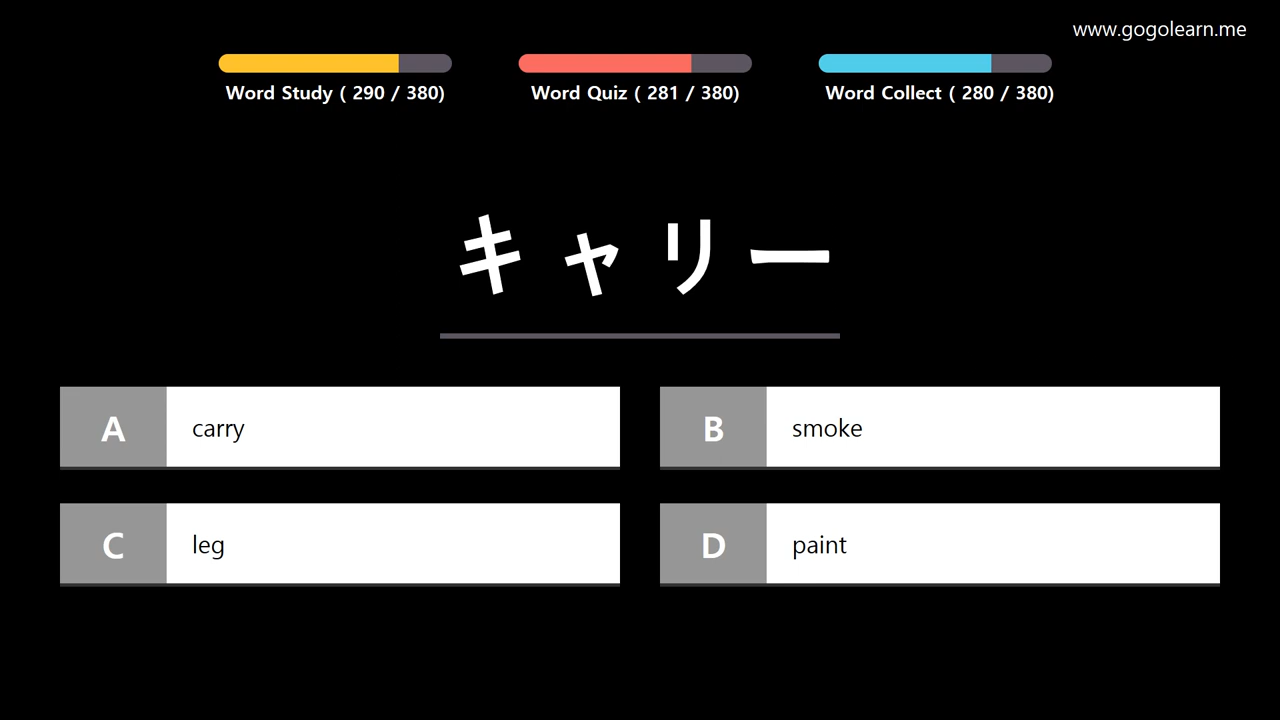 www.gogolearn.me
Word Study ( 290 / 380)
Word Quiz ( 281 / 380)
Word Collect ( 280 / 380)
キャリー
A carry
B smoke
C leg
D paint